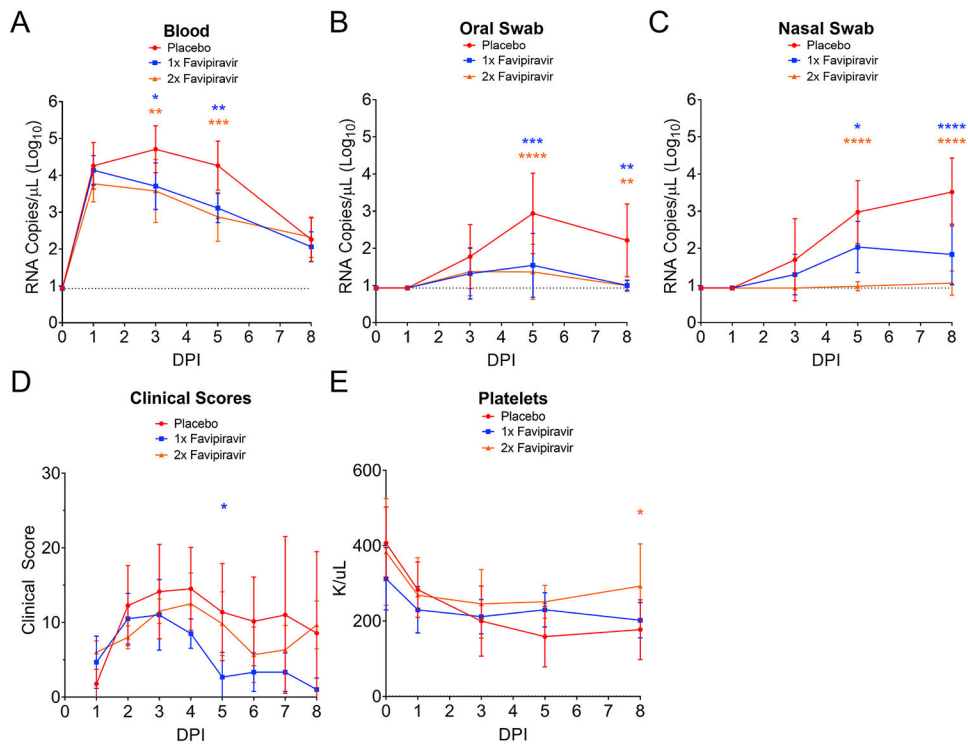 A
Blood
Placebo
1x Favipiravir
2x Favipiravir
*
**
**
***
RNA Copies/μL (Log10)
6
5
4
3
2
1
0
0 1 2 3 4 5 6 7 8
DPI
B
Oral Swab
Placebo
1x Favipiravir
2x Favipiravir
***
****
**
**
RNA Copies/μL (Log10)
6
5
4
3
2
1
0
0 1 2 3 4 5 6 7 8
DPI
C
Nasal Swab
Placebo
1x Favipiravir
2x Favipiravir
*
****
****
****
RNA Copies/μL (Log10)
6
5
4
3
2
1
0
0 1 2 3 4 5 6 7 8
DPI
D
Clinical Scores
Placebo
1x Favipiravir
2x Favipiravir
*
Clinical Score
30
20
10
0
0 1 2 3 4 5 6 7 8
DPI
E
Platelets
Placebo
1x Favipiravir
2x Favipiravir
*
K/uL
600
400
200
0
0 1 2 3 4 5 6 7 8
DPI